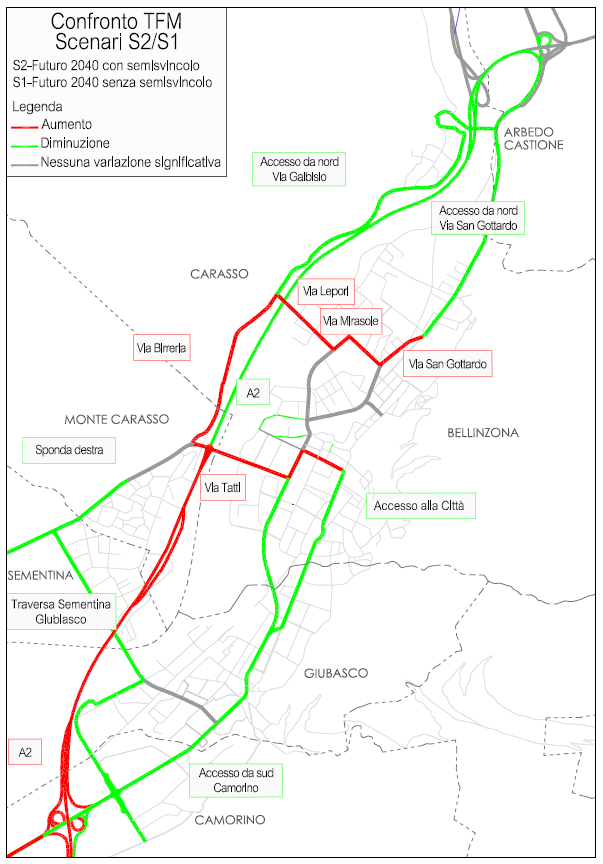 Confronto TFM
Scenari S2/S1
S2-Futuro 2040 con semisvincolo
S1-Futuro 2040 senza semisvincolo
Legenda
Aumento
Diminuzione
Nessuna variazione significativa
ARBEDO
CASTIONE
Accesso da nord
Via Galbisio
Accesso da nord
Via San Gottardo
CARASSO
Via Lepori
Via Mirasole
Via Birreria
Via San Gottardo
A2
MONTE CARASSO
BELLINZONA
Sponda destra
Via Tatti
Accesso alla Città
SEMENTINA
Traversa Sementina
Giubiasco
GIUBIASCO
A2
Accesso da sud
Camorino
CAMORINO